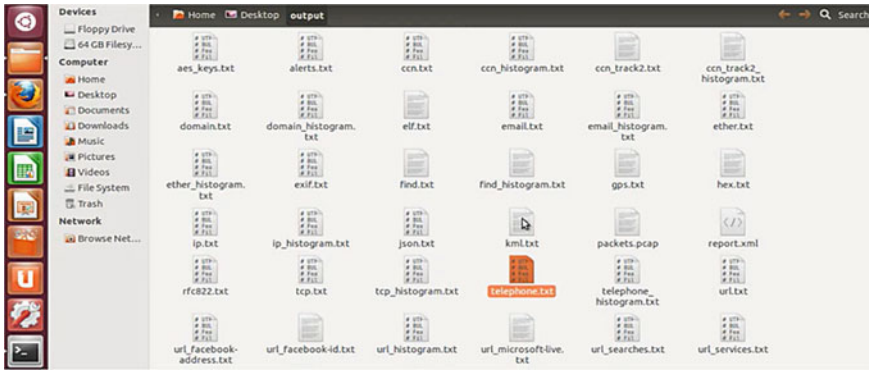 Devices
Floppy Drive
64 GB Filesy...
Computer
Home
Desktop
Documents
Downloads
Music
Pictures
Videos
File System
Trash
Network
Browse Net...
Home Desktop output Search
aes_keys.txt alerts.txt ccn.txt ccn_histogram.txt ccn_track2.txt ccn_track2_
histogram.txt
domain.txt domain_histogram. elf.txt email.txt email_histogram. ether.txt
txt txt
ether_histogram. exif.txt find.txt find_histogram.txt gps.txt hex.txt
txt
ip.txt ip_histogram.txt json.txt kml.txt packets.pcap report.xml
rfc822.txt tcp.txt tcp_histogram.txt telephone.txt telephone_ url.txt
histogram.txt
url_facebook- url_facebook-id.txt url_histogram.txt url_microsoft-live. url_searches.txt url_services.txt
address.txt txt